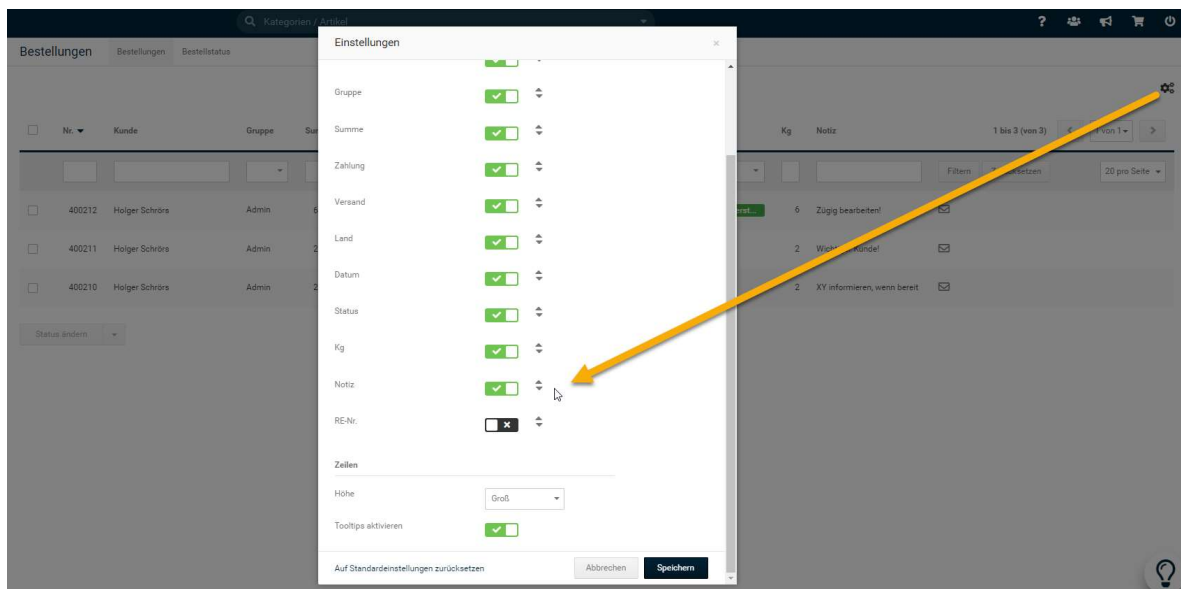 Kategorien / Artikel
Bestellungen Bestellungen Bestellstatus
Einstellungen
Gruppe
Summe
Zahlung
Versand
Land
Datum
Status
Kg
Notiz
RE-Nr.
Zeilen
Höhe Groß
Tooltips aktivieren
Auf Standardeinstellungen zurücksetzen Abbrechen Speichern
Nr. Kunde Gruppe
Kg Notiz 1 bis 3 (von 3) von 1
Filtern 20 pro Seite
400212 Holger Schrörs Admin 6 Zügig bearbeiten!
400211 Holger Schrörs Admin 2 Kunde!
400210 Holger Schrörs Admin 2 XY informieren, wenn bereit
Status ändern